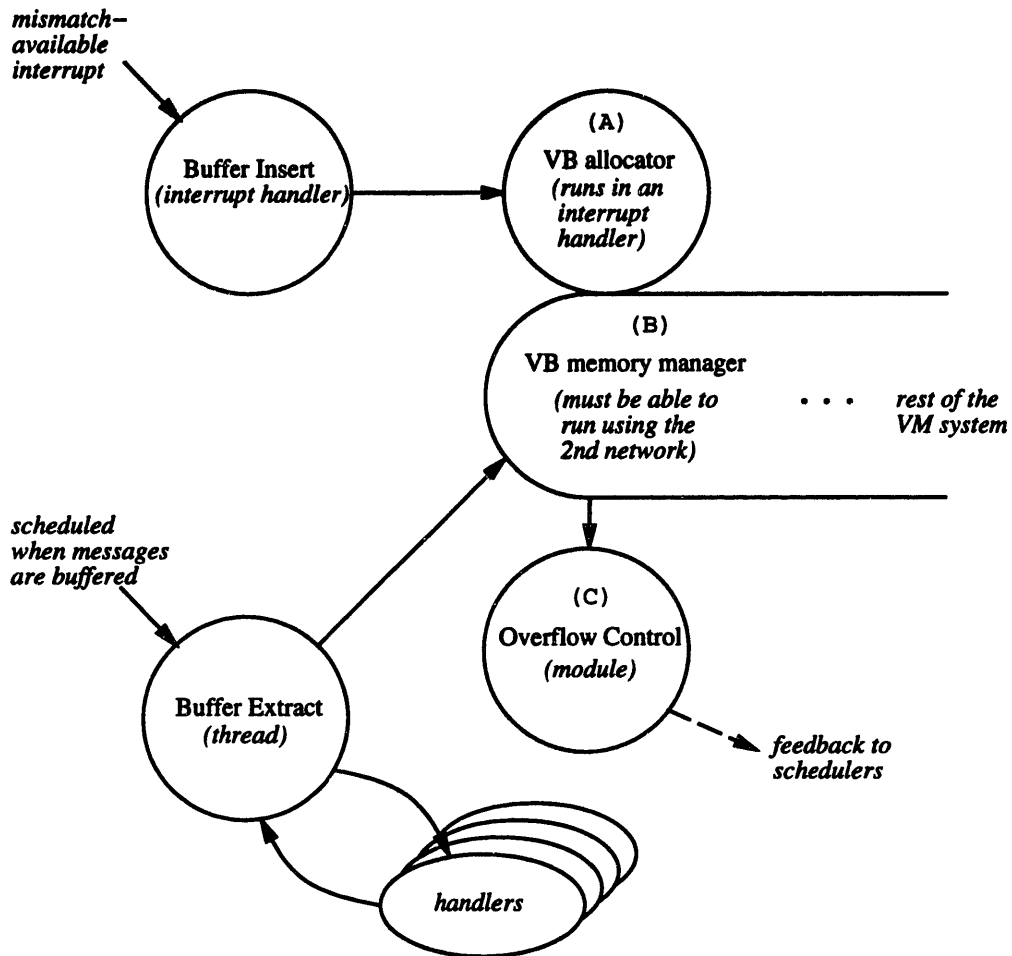 mismatch–
available
interrupt
Buffer Insert
(interrupt handler)
(A)
VB allocator
(runs in an
interrupt
handler)
(B)
VB memory manager
(must be able to
run using the
2nd network)
• • •
rest of the
VM system
scheduled
when messages
are buffered
(C)
Overflow Control
(module)
Buffer Extract
(thread)
feedback to
schedulers
handlers